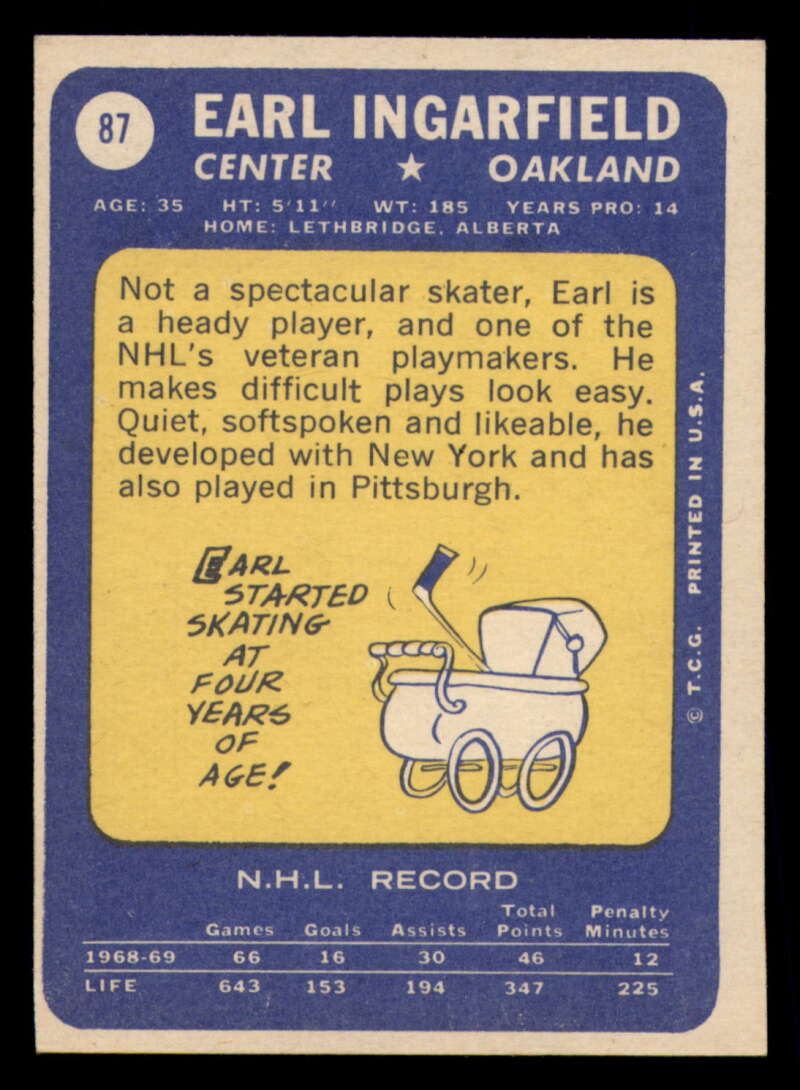 87
EARL INGARFIELD
CENTER ★ OAKLAND
AGE: 35 HT: 5'11" WT: 185 YEARS PRO: 14
HOME: LETHBRIDGE, ALBERTA
Not a spectacular skater, Earl is
a heady player, and one of the
NHL's veteran playmakers. He
makes difficult plays look easy.
Quiet, softspoken and likeable, he
developed with New York and has
also played in Pittsburgh.
EARL
STARTED
SKATING
AT
FOUR
YEARS
OF
AGE!
© T.C.G. PRINTED IN U.S.A.
N.H.L. RECORD
Games Goals Assists Total Points Penalty Minutes
1968-69 66 16 30 46 12
LIFE 643 153 194 347 225